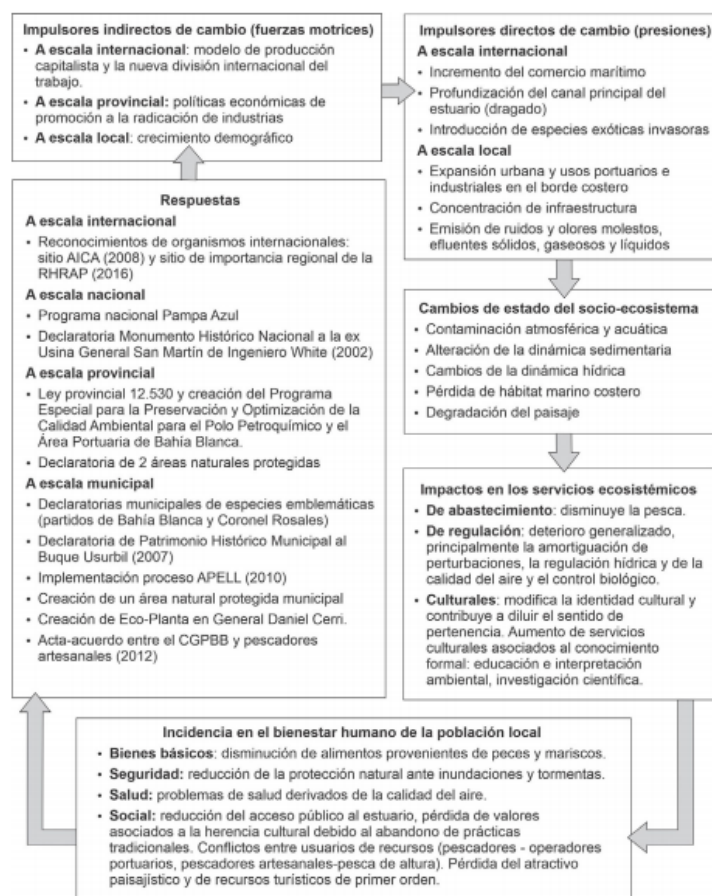 Impulsores indirectos de cambio (fuerzas motrices)
• A escala internacional: modelo de producción
capitalista y la nueva división internacional del
trabajo.
• A escala provincial: políticas económicas de
promoción a la radicación de industrias
• A escala local: crecimiento demográfico
Impulsores directos de cambio (presiones)
A escala internacional
• Incremento del comercio marítimo
• Profundización del canal principal del
estuario (dragado)
• Introducción de especies exóticas invasoras
A escala local
• Expansión urbana y usos portuarios e
industriales en el borde costero
• Concentración de infraestructura
• Emisión de ruidos y olores molestos,
efluentes sólidos, gaseosos y líquidos
Cambios de estado del socio-ecosistema
• Contaminación atmosférica y acuática
• Alteración de la dinámica sedimentaria
• Cambios de la dinámica hídrica
• Pérdida de hábitat marino costero
• Degradación del paisaje
Impactos en los servicios ecosistémicos
• De abastecimiento: disminuye la pesca.
• De regulación: deterioro generalizado,
principalmente la amortiguación de
perturbaciones, la regulación hídrica y de la
calidad del aire y el control biológico.
• Culturales: modifica la identidad cultural y
contribuye a diluir el sentido de
pertenencia. Aumento de servicios
culturales asociados al conocimiento
formal: educación e interpretación
ambiental, investigación científica.
Incidencia en el bienestar humano de la población local
• Bienes básicos: disminución de alimentos provenientes de peces y mariscos.
• Seguridad: reducción de la protección natural ante inundaciones y tormentas.
• Salud: problemas de salud derivados de la calidad del aire.
• Social: reducción del acceso público al estuario, pérdida de valores
asociados a la herencia cultural debido al abandono de prácticas
tradicionales. Conflictos entre usuarios de recursos (pescadores - operadores
portuarios, pescadores artesanales-pesca de altura). Pérdida del atractivo
paisajístico y de recursos turísticos de primer orden.
Respuestas
A escala internacional
• Reconocimientos de organismos internacionales:
sitio AICA (2008) y sitio de importancia regional de la
RHRAP (2016)
A escala nacional
• Programa nacional Pampa Azul
• Declaratoria Monumento Histórico Nacional a la ex
Usina General San Martín de Ingeniero White (2002)
A escala provincial
• Ley provincial 12.530 y creación del Programa
Especial para la Preservación y Optimización de la
Calidad Ambiental para el Polo Petroquímico y el
Área Portuaria de Bahía Blanca.
• Declaratoria de 2 áreas naturales protegidas
A escala municipal
• Declaratorias municipales de especies emblemáticas
(partidos de Bahía Blanca y Coronel Rosales)
• Declaratoria de Patrimonio Histórico Municipal al
Buque Usurbil (2007)
• Implementación proceso APELL (2010)
• Creación de un área natural protegida municipal
• Creación de Eco-Planta en General Daniel Cerri.
• Acta-acuerdo entre el CGPBB y pescadores
artesanales (2012)